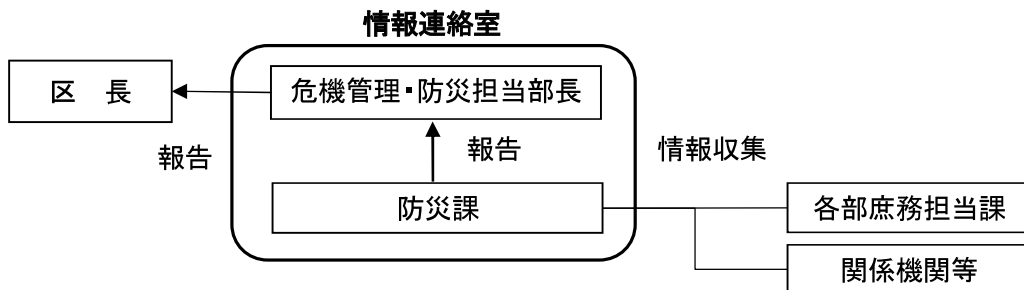 情報連絡室
区　長
危機管理・防災担当部長
報告
報告
情報収集
防災課
各部庶務担当課
関係機関等